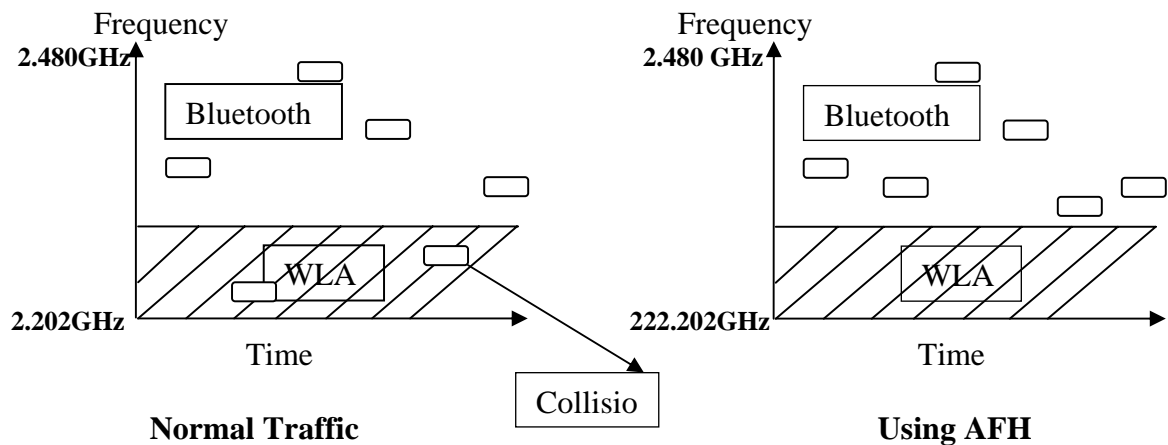 Frequency
2.480GHz
Bluetooth
WLA
2.202GHz
Time
Collisio
Normal Traffic
Frequency
2.480 GHz
Bluetooth
WLA
222.202GHz
Time
Using AFH